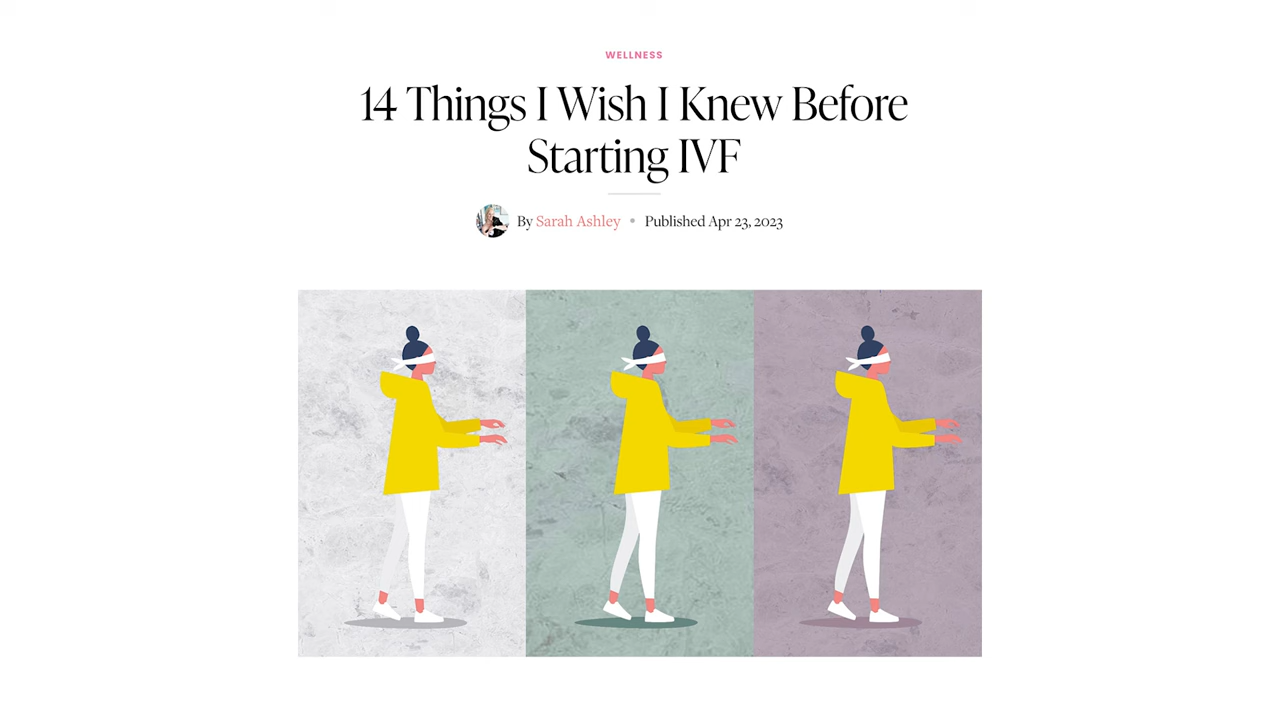 WELLNESS
14 Things I Wish I Knew Before
Starting IVF
By Sarah Ashley • Published Apr 23, 2023